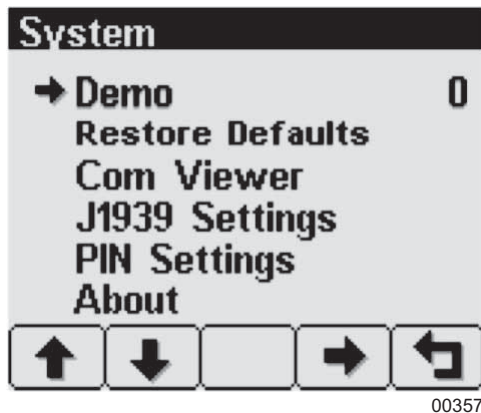 System
Demo 0
Restore Defaults
Com Viewer
J1939 Settings
PIN Settings
About
00357